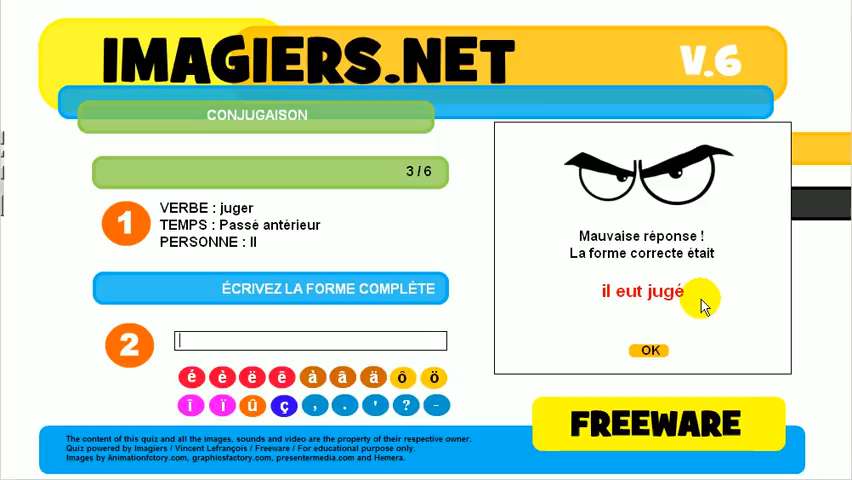 IMAGIERS.NET
V.6
CONJUGAISON
3 / 6
1
VERBE : juger
TEMPS : Passé antérieur
PERSONNE : Il
ÉCRIVEZ LA FORME COMPLÈTE
2
é è ë ê à â ä ô ö
î ï û ç , . ' ? -
Mauvaise réponse !
La forme correcte était
il eut jugé
OK
FREEWARE
The content of this quiz and all the images, sounds and video are the property of their respective owner.
Quiz powered by Imagiers / Vincent Lefrançois / Freeware / For educational purpose only.
Images by Animationfctory.com, graphicsfactory.com, presentermedia.com and Hemera.